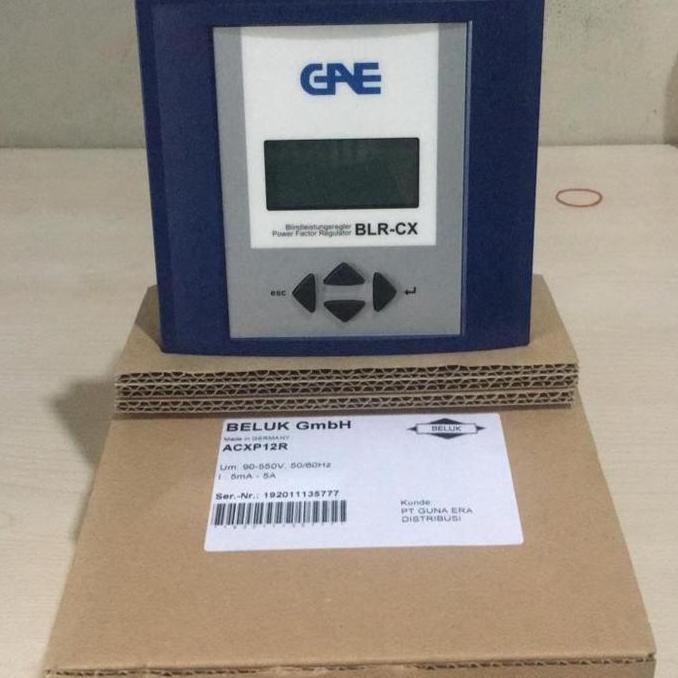 GAE
Blindleistungsregler
Power Factor Regulator BLR-CX
esc
BELUK GmbH
Made in GERMANY
BELUK
ACXP12R
Um: 90-550V, 50/60Hz
I : 5mA - 5A
Ser.-Nr.: 192011135777
Kunde:
PT GUNA ERA
DISTRIBUSI